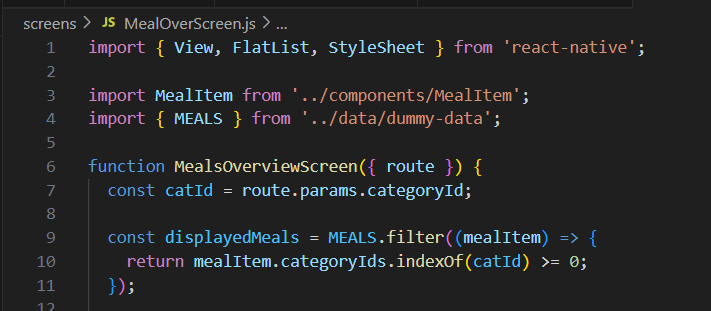 screens > JS MealOverScreen.js > ...
1 import { View, FlatList, StyleSheet } from 'react-native';
2
3 import MealItem from '../components/MealItem';
4 import { MEALS } from '../data/dummy-data';
5
6 function MealsOverviewScreen({ route }) {
7 const catId = route.params.categoryId;
8
9 const displayedMeals = MEALS.filter((mealItem) => {
10 return mealItem.categoryIds.indexOf(catId) >= 0;
11 });
12